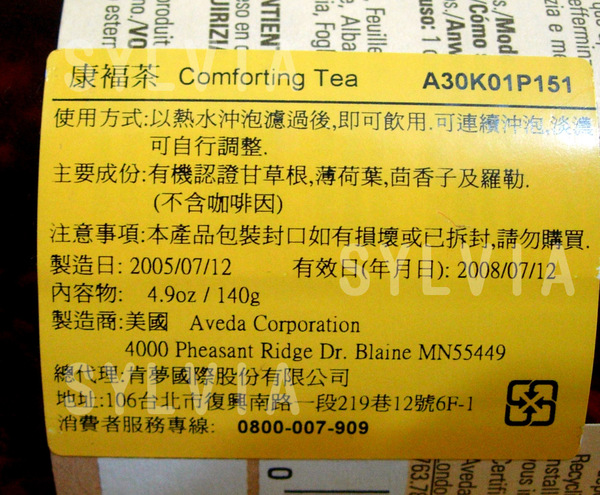 康褔茶 Comforting Tea A30K01P151
使用方式:以熱水沖泡濾過後,即可飲用.可連續沖泡,淡濃
可自行調整.
主要成份:有機認證甘草根,薄荷葉,茴香子及羅勒.
(不含咖啡因)
注意事項:本產品包裝封口如有損壞或已拆封,請勿購買.
製造日: 2005/07/12 有效日(年月日): 2008/07/12
內容物: 4.9oz / 140g
製造商:美國 Aveda Corporation
4000 Pheasant Ridge Dr. Blaine MN55449
總代理:肯夢國際股份有限公司
地址:106台北市復興南路一段219巷12號6F-1
消費者服務專線: 0800-007-909
SYLVIA
SYLVIA
SYLVIA